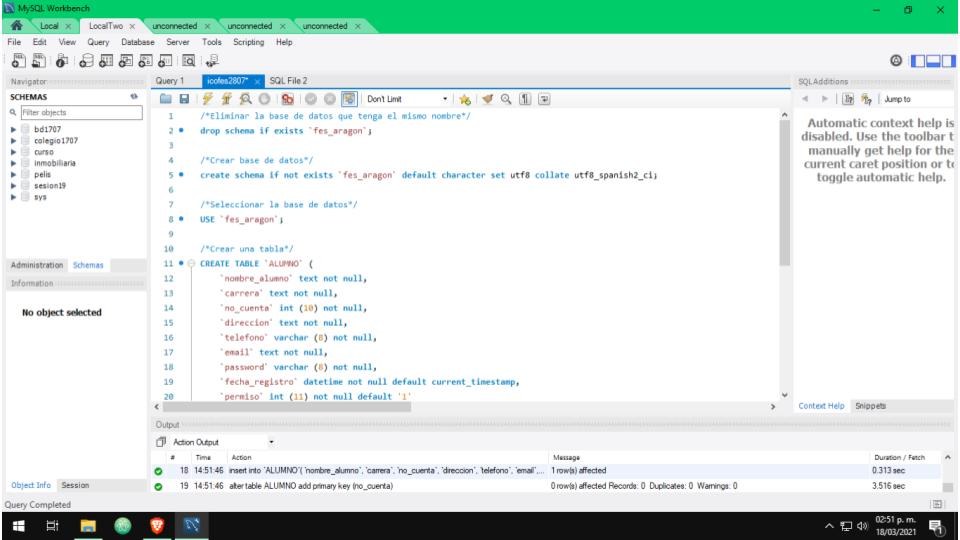 MySQL Workbench
Local × LocalTwo × unconnected × unconnected × unconnected ×
File Edit View Query Database Server Tools Scripting Help
Navigator
SCHEMAS
Filter objects
bd1707
colegio1707
curso
inmobiliaria
pelis
sesion19
sys
Administration Schemas
Information
No object selected
Object Info Session
Query 1 icofes2807* × SQL File 2
Don't Limit
1 /*Eliminar la base de datos que tenga el mismo nombre*/
2 drop schema if exists `fes_aragon`;
3
4 /*Crear base de datos*/
5 create schema if not exists `fes_aragon` default character set utf8 collate utf8_spanish2_ci;
6
7 /*Seleccionar la base de datos*/
8 USE `fes_aragon`;
9
10 /*Crear una tabla*/
11 CREATE TABLE `ALUMNO` (
12 `nombre_alumno` text not null,
13 `carrera` text not null,
14 `no_cuenta` int (10) not null,
15 `direccion` text not null,
16 `telefono` varchar (8) not null,
17 `email` text not null,
18 `password` varchar (8) not null,
19 `fecha_registro` datetime not null default current_timestamp,
20 `permiso` int (11) not null default '1'
SQLAdditions
Jump to
Automatic context help is
disabled. Use the toolbar t
manually get help for the
current caret position or to
toggle automatic help.
Context Help Snippets
Output
Action Output
# Time Action Message Duration / Fetch
18 14:51:46 insert into `ALUMNO`( `nombre_alumno`, `carrera`, `no_cuenta`, `direccion`, `telefono`, `email`,... 1 row(s) affected 0.313 sec
19 14:51:46 alter table ALUMNO add primary key (no_cuenta) 0 row(s) affected Records: 0 Duplicates: 0 Warnings: 0 3.516 sec
Query Completed
02:51 p. m.
18/03/2021
1